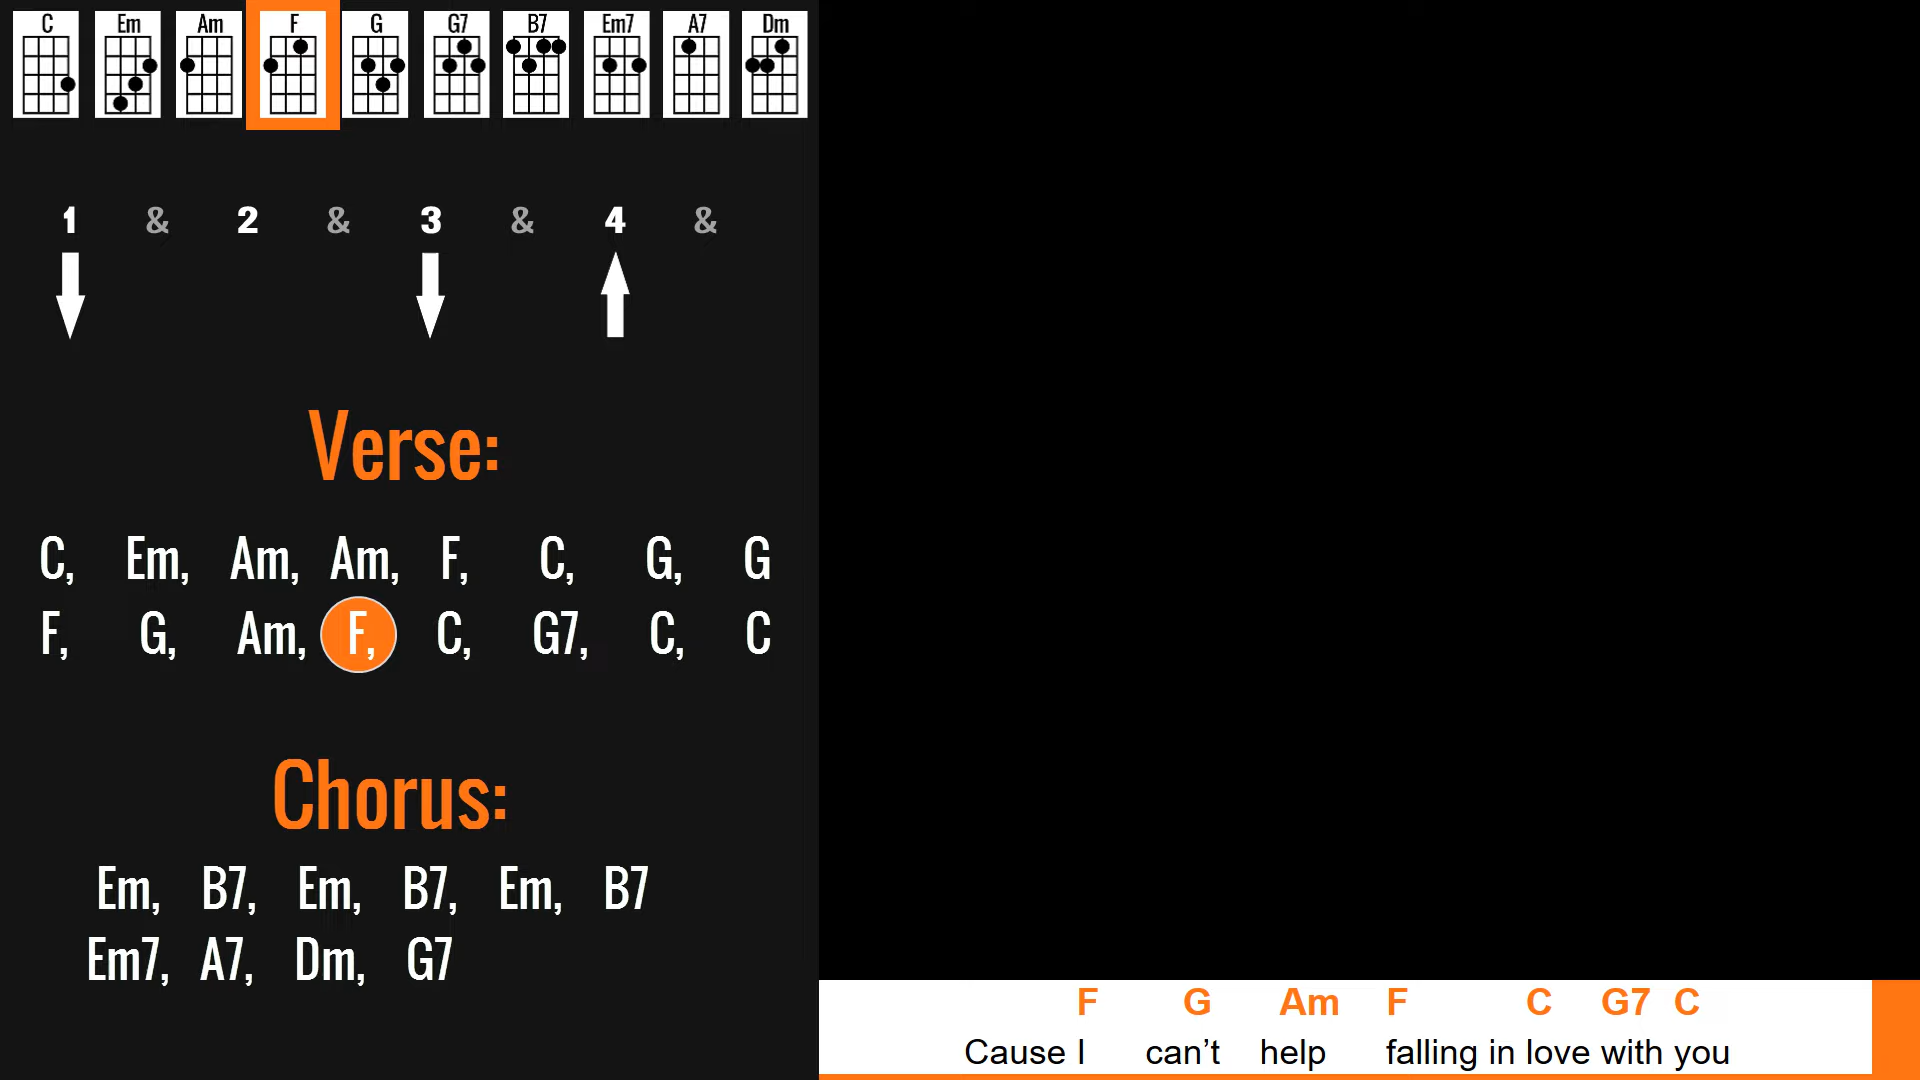 C Em Am F G G7 B7 Em7 A7 Dm
1 & 2 & 3 & 4 &
Verse:
C, Em, Am, Am, F, C, G, G
F, G, Am, F, C, G7, C, C
Chorus:
Em, B7, Em, B7, Em, B7
Em7, A7, Dm, G7
F G Am F C G7 C
Cause I can’t help falling in love with you